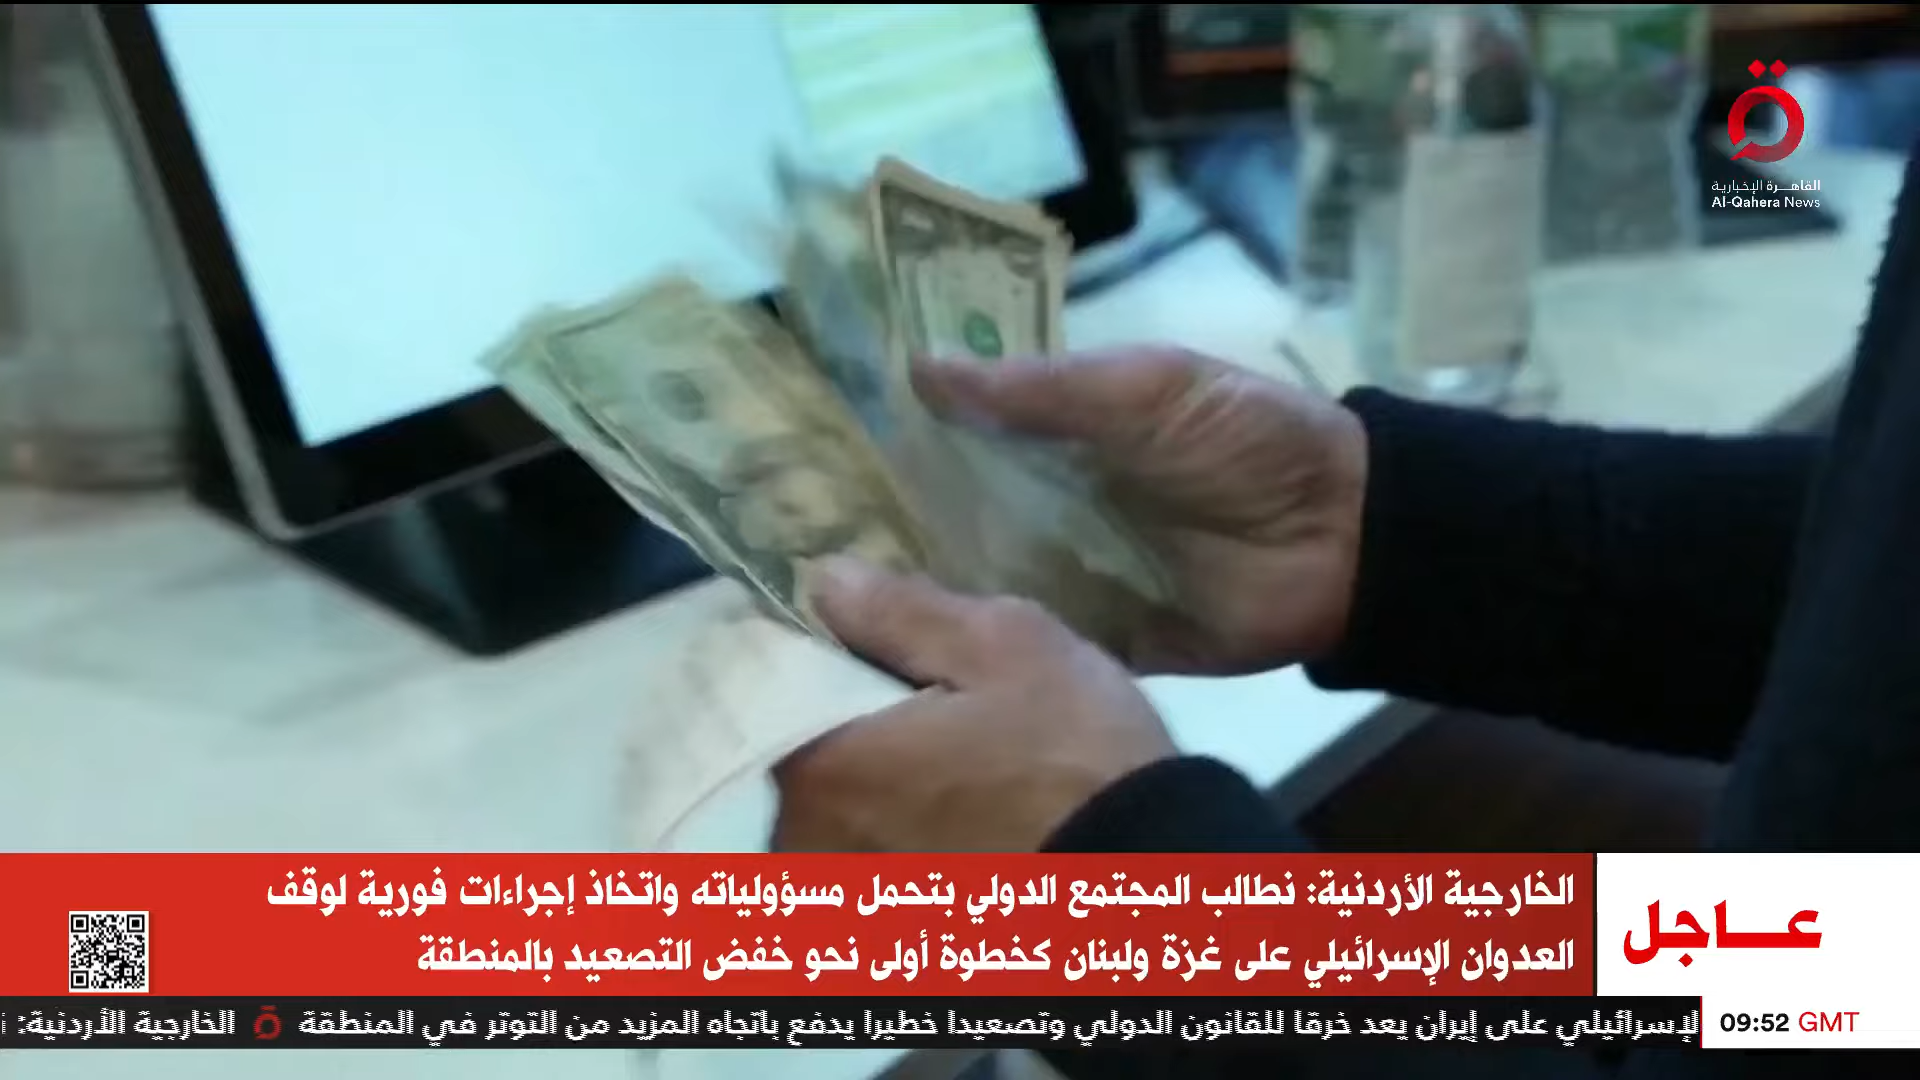 القاهرة الإخبارية
Al-Qahera News
الخارجية الأردنية: نطالب المجتمع الدولي بتحمل مسؤولياته واتخاذ إجراءات فورية لوقف
العدوان الإسرائيلي على غزة ولبنان كخطوة أولى نحو خفض التصعيد بالمنطقة
عاجل
لإسرائيلي على إيران يعد خرقا للقانون الدولي وتصعيدا خطيرا يدفع باتجاه المزيد من التوتر في المنطقة
الخارجية الأردنية:
09:52 GMT